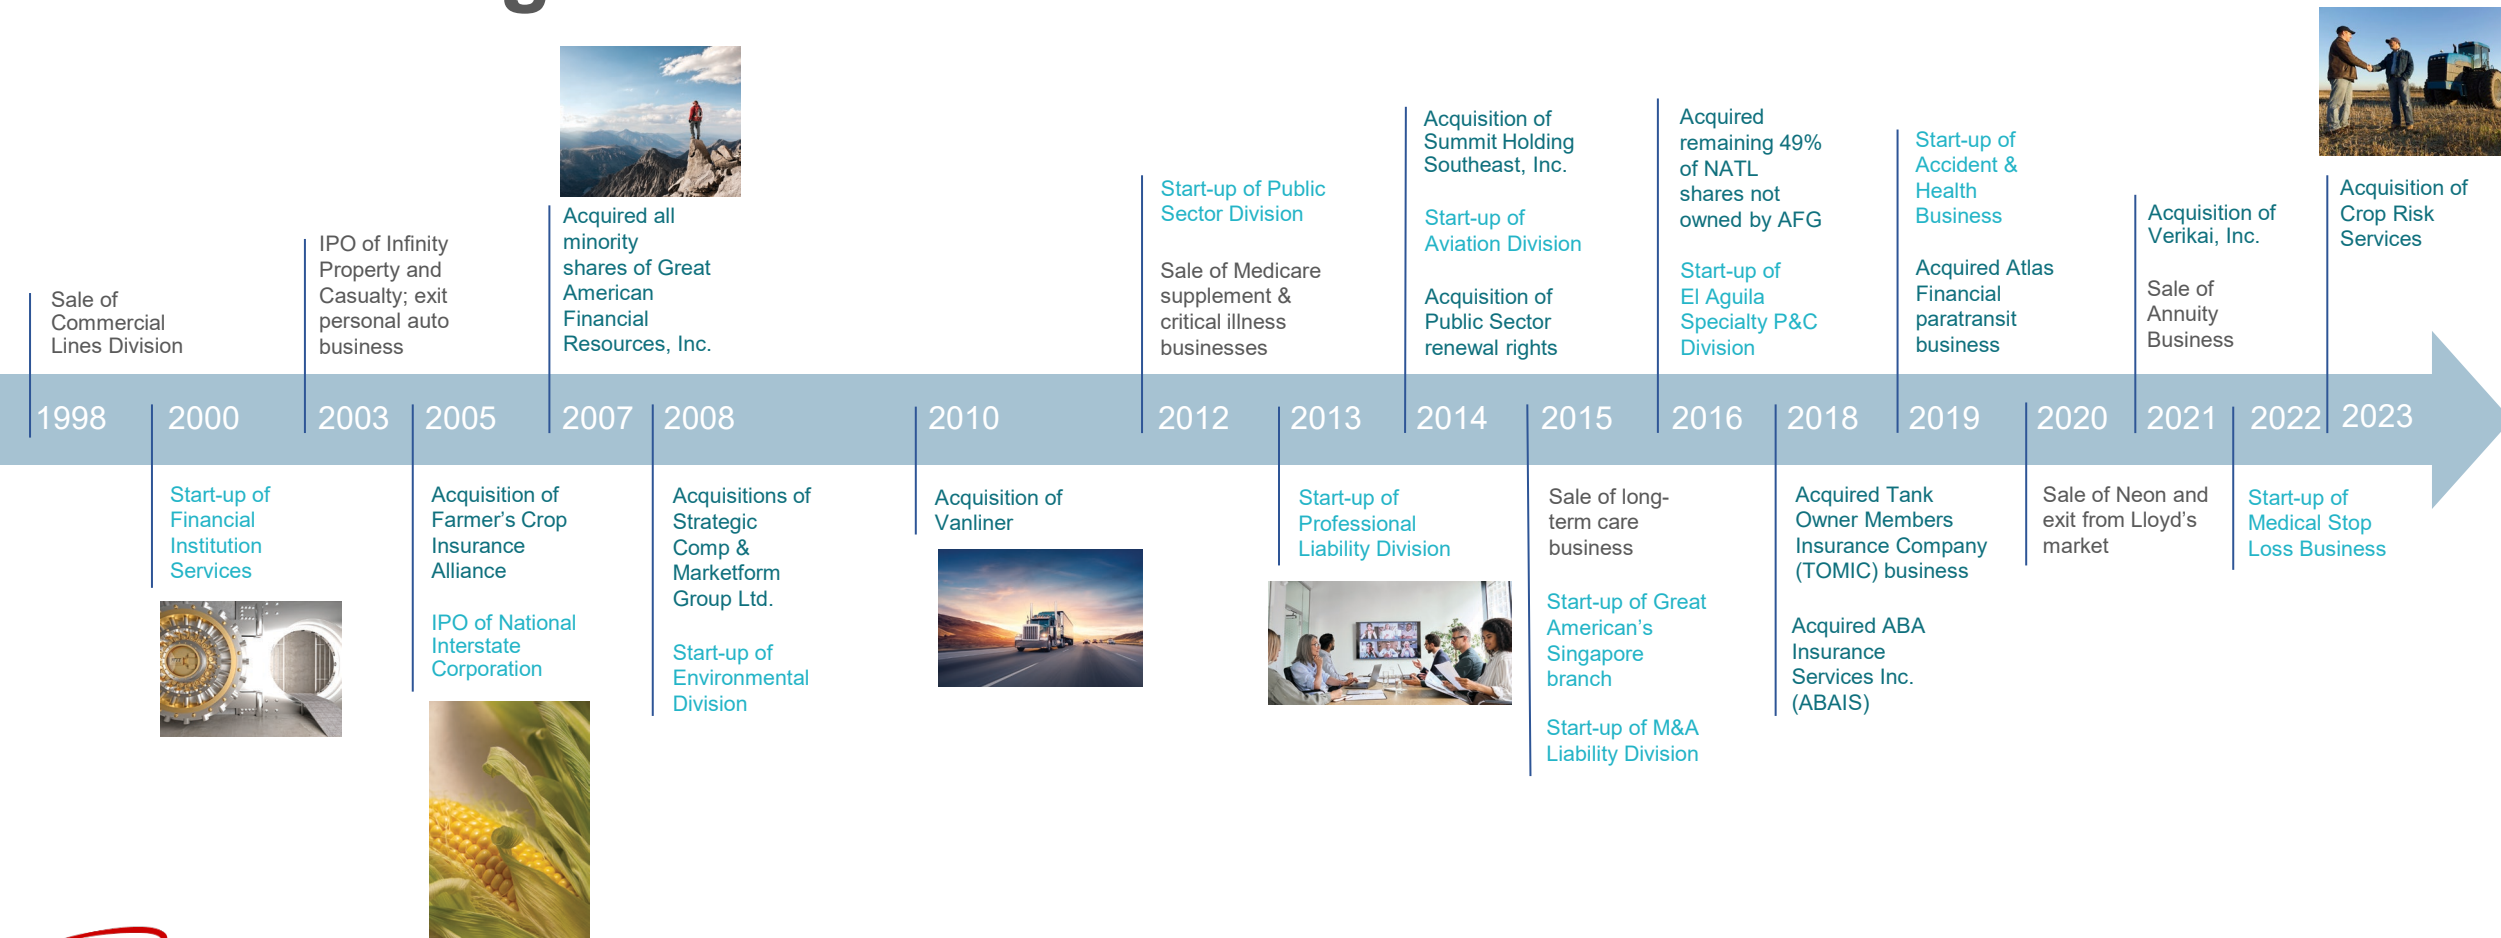 Sale of
Commercial
Lines Division
IPO of Infinity
Property and
Casualty; exit
personal auto
business
Acquired all
minority
shares of Great
American
Financial
Resources, Inc.
Start-up of Public
Sector Division
Sale of Medicare
supplement &
critical illness
businesses
Acquisition of
Summit Holding
Southeast, Inc.
Start-up of
Aviation Division
Acquisition of
Public Sector
renewal rights
Acquired
remaining 49%
of NATL
shares not
owned by AFG
Start-up of
El Aguila
Specialty P&C
Division
Start-up of
Accident &
Health
Business
Acquired Atlas
Financial
paratransit
business
Acquisition of
Verikai, Inc.
Sale of
Annuity
Business
Acquisition of
Crop Risk
Services
1998 2000 2003 2005 2007 2008 2010 2012 2013 2014 2015 2016 2018 2019 2020 2021 2022 2023
Start-up of
Financial
Institution
Services
Acquisition of
Farmer’s Crop
Insurance
Alliance
IPO of National
Interstate
Corporation
Acquisitions of
Strategic
Comp &
Marketform
Group Ltd.
Start-up of
Environmental
Division
Acquisition of
Vanliner
Start-up of
Professional
Liability Division
Sale of long-
term care
business
Start-up of Great
American’s
Singapore
branch
Start-up of M&A
Liability Division
Acquired Tank
Owner Members
Insurance Company
(TOMIC) business
Acquired ABA
Insurance
Services Inc.
(ABAIS)
Sale of Neon and
exit from Lloyd’s
market
Start-up of
Medical Stop
Loss Business